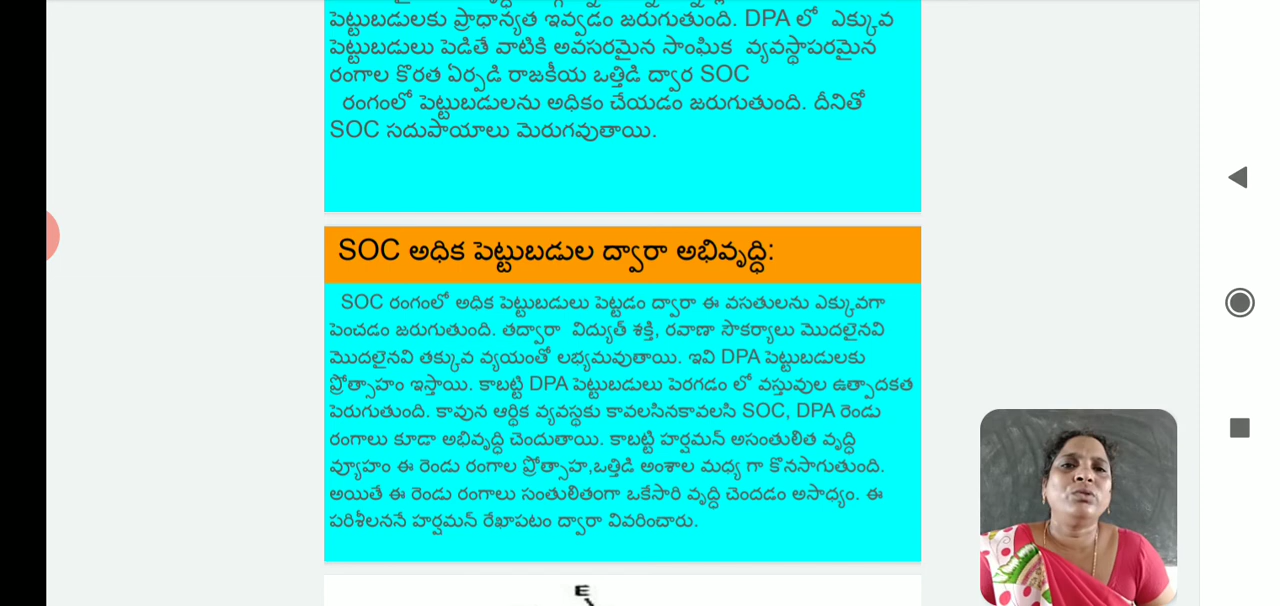 పెట్టుబడులకు ప్రాధాన్యత ఇవ్వడం జరుగుతుంది. DPA లో ఎక్కువ
పెట్టుబడులు పెడితే వాటికి అవసరమైన సాంఘిక వ్యవస్థాపరమైన
రంగాల కొరత ఏర్పడి రాజకీయ ఒత్తిడి ద్వార SOC
రంగంలో పెట్టుబడులను అధికం చేయడం జరుగుతుంది. దీనితో
SOC సదుపాయాలు మెరుగవుతాయి.
SOC అధిక పెట్టుబడుల ద్వారా అభివృద్ధి:
SOC రంగంలో అధిక పెట్టుబడులు పెట్టడం ద్వారా ఈ వసతులను ఎక్కువగా
పెంచడం జరుగుతుంది. తద్వారా విద్యుత్ శక్తి, రవాణా సౌకర్యాలు మొదలైనవి
మొదలైనవి తక్కువ వ్యయంతో లభ్యమవుతాయి. ఇవి DPA పెట్టుబడులకు
ప్రోత్సాహం ఇస్తాయి. కాబట్టి DPA పెట్టుబడులు పెరగడం లో వస్తువుల ఉత్పాదకత
పెరుగుతుంది. కావున ఆర్థిక వ్యవస్థకు కావలసినకావలసి SOC, DPA రెండు
రంగాలు కూడా అభివృద్ధి చెందుతాయి. కాబట్టి హర్షమన్ అసంతులిత వృద్ధి
వ్యూహం ఈ రెండు రంగాల ప్రోత్సాహ,ఒత్తిడి అంశాల మధ్య గా కొనసాగుతుంది.
అయితే ఈ రెండు రంగాలు సంతులితంగా ఒకేసారి వృద్ధి చెందడం అసాధ్యం. ఈ
పరిశీలననే హర్షమన్ రేఖాపటం ద్వారా వివరించారు.
E